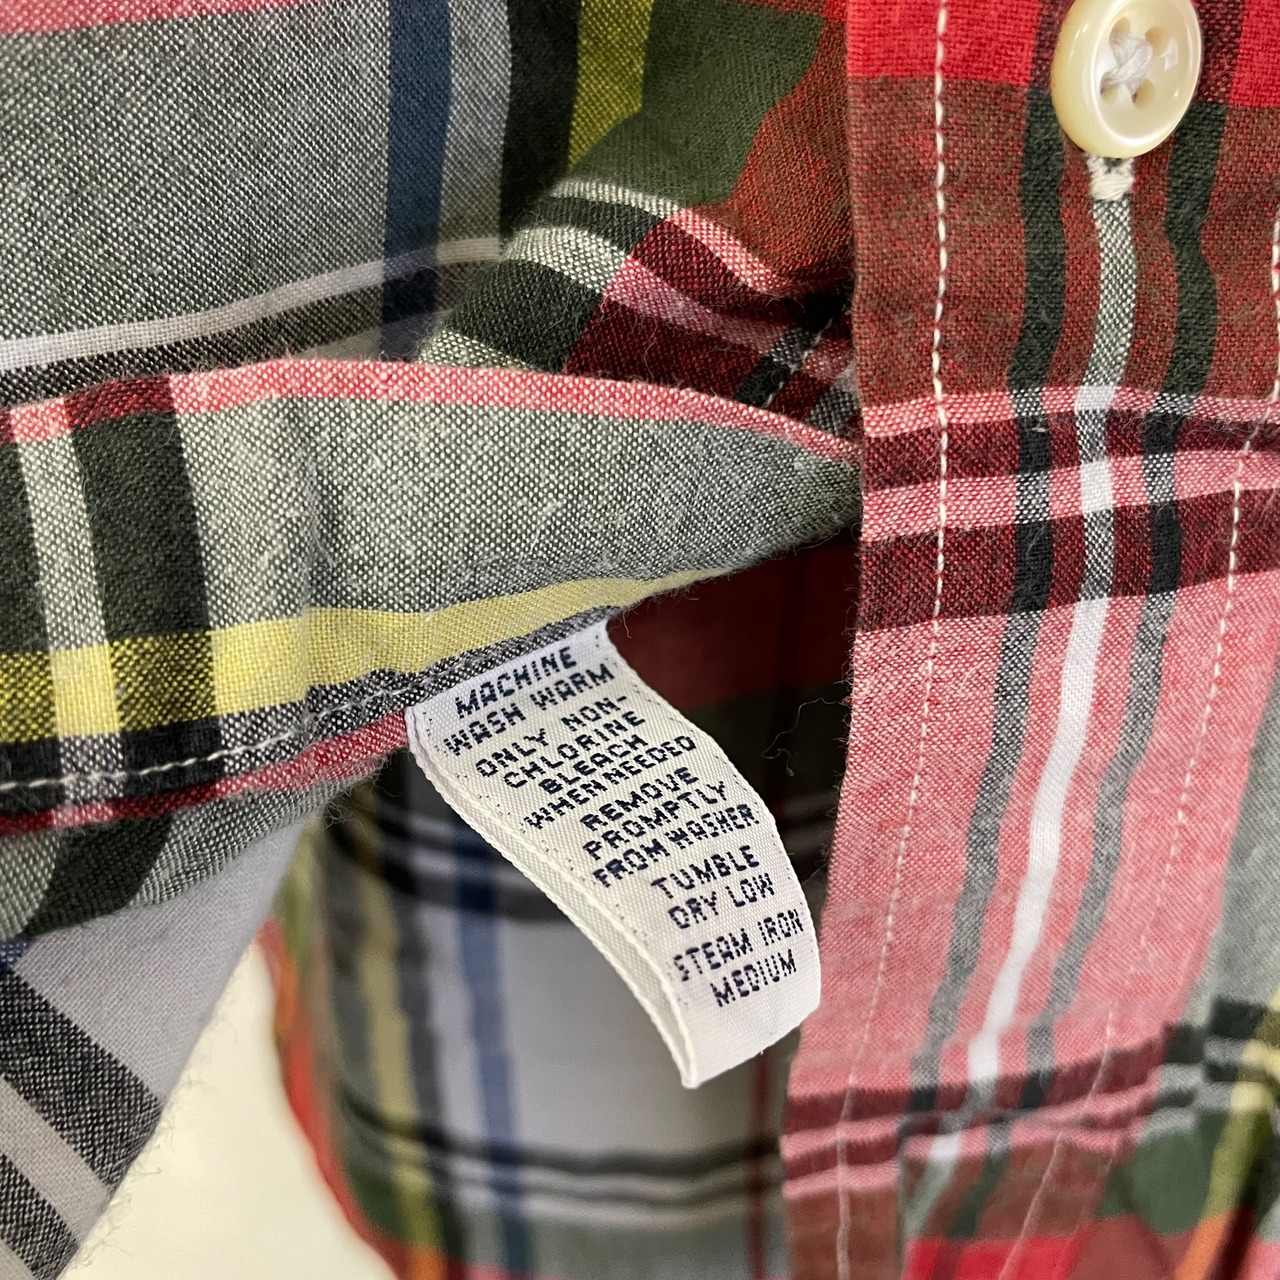 MACHINE
WASH WARM
ONLY NON-
CHLORINE
BLEACH
WHEN NEEDED
REMOVE
PROMPTLY
FROM WASHER
TUMBLE
DRY LOW
STEAM IRON
MEDIUM